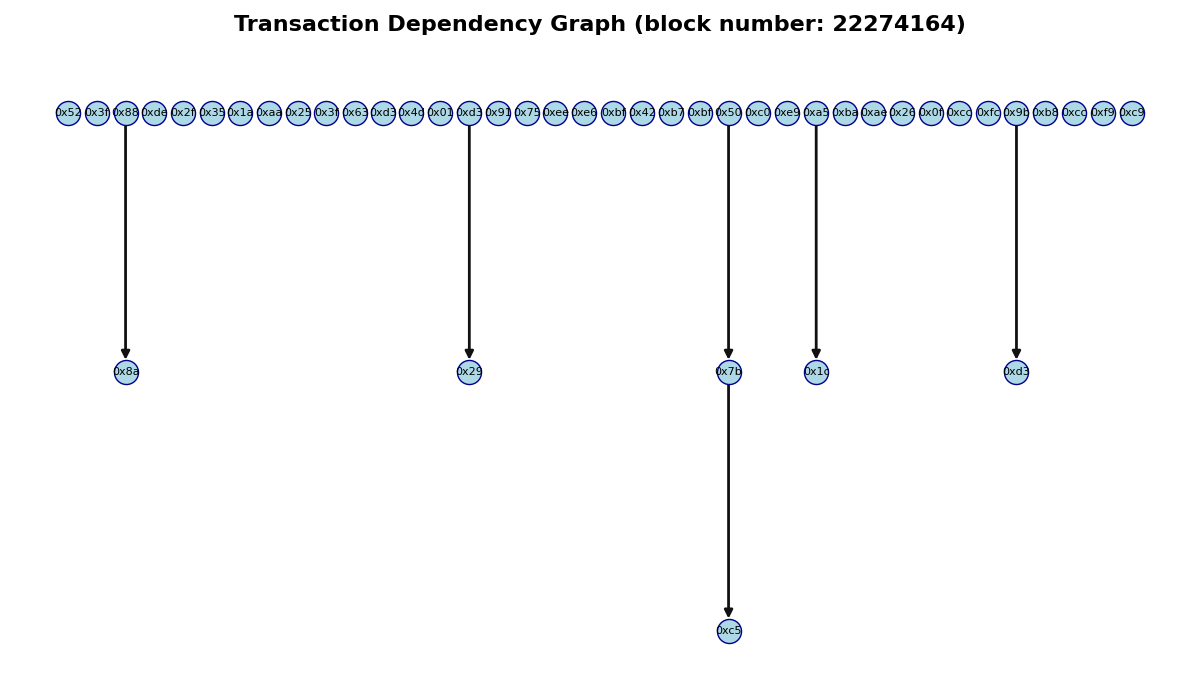 Transaction Dependency Graph (block number: 22274164)
0x52 0x3f 0x88 0xde 0x2f 0x35 0x1a 0xaa 0x25 0x3f 0x63 0xd3 0x4d 0x01 0xd3 0x91 0x75 0xee 0xe6 0xbf 0x42 0xb7 0xbf 0x50 0xc0 0xe9 0xa5 0xba 0xae 0x26 0x0f 0xcc 0xfc 0x9b 0xb8 0xcc 0xf9 0xc9
0x8a 0x29 0x7b 0xd3
0xc5